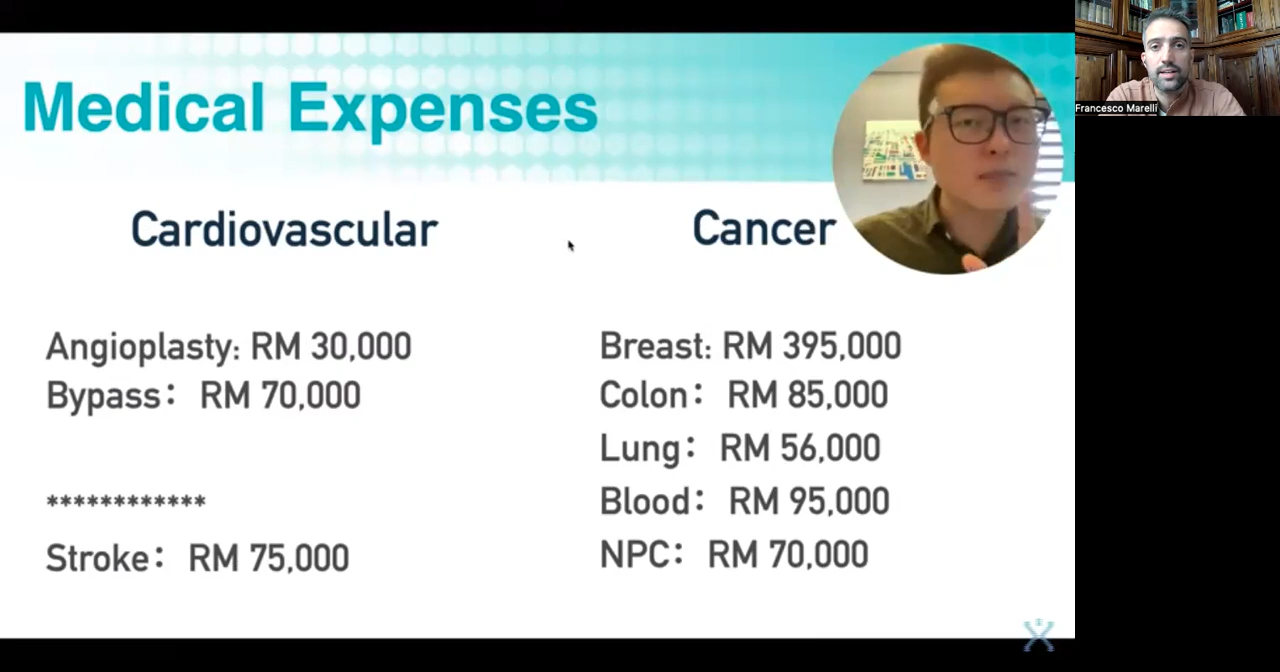 Medical Expenses
Francesco Marelli
Cardiovascular
Cancer
Angioplasty: RM 30,000
Bypass： RM 70,000
************
Stroke： RM 75,000
Breast: RM 395,000
Colon： RM 85,000
Lung： RM 56,000
Blood： RM 95,000
NPC： RM 70,000